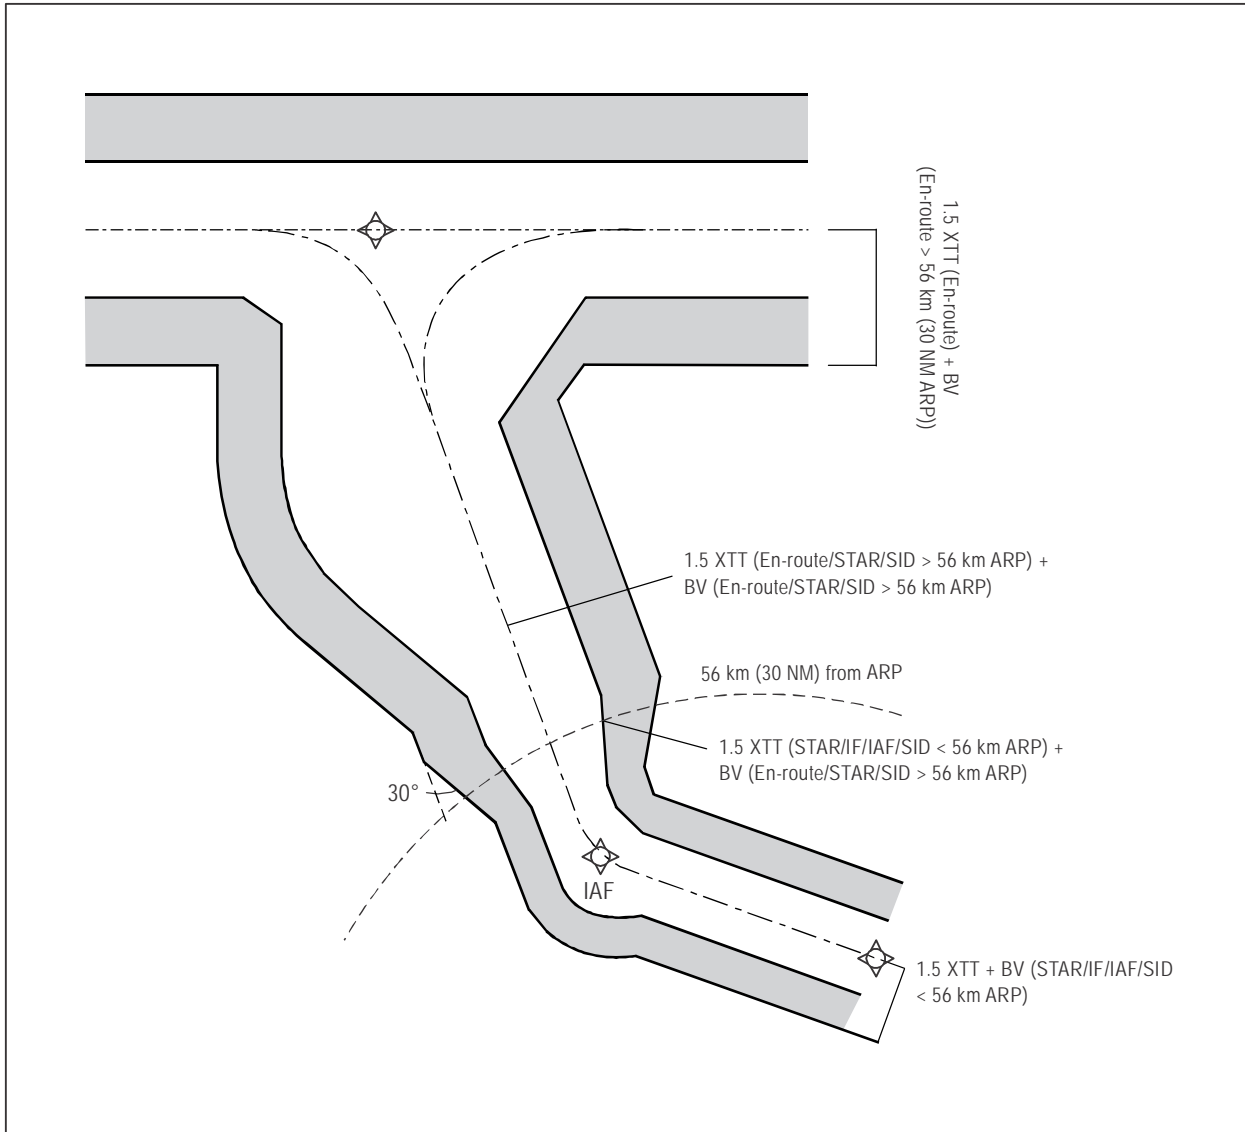 1.5 XTT (En-route) + BV
(En-route > 56 km (30 NM ARP))
1.5 XTT (En-route/STAR/SID > 56 km ARP) +
BV (En-route/STAR/SID > 56 km ARP)
56 km (30 NM) from ARP
1.5 XTT (STAR/IF/IAF/SID < 56 km ARP) +
BV (En-route/STAR/SID > 56 km ARP)
30°
IAF
1.5 XTT + BV (STAR/IF/IAF/SID
< 56 km ARP)